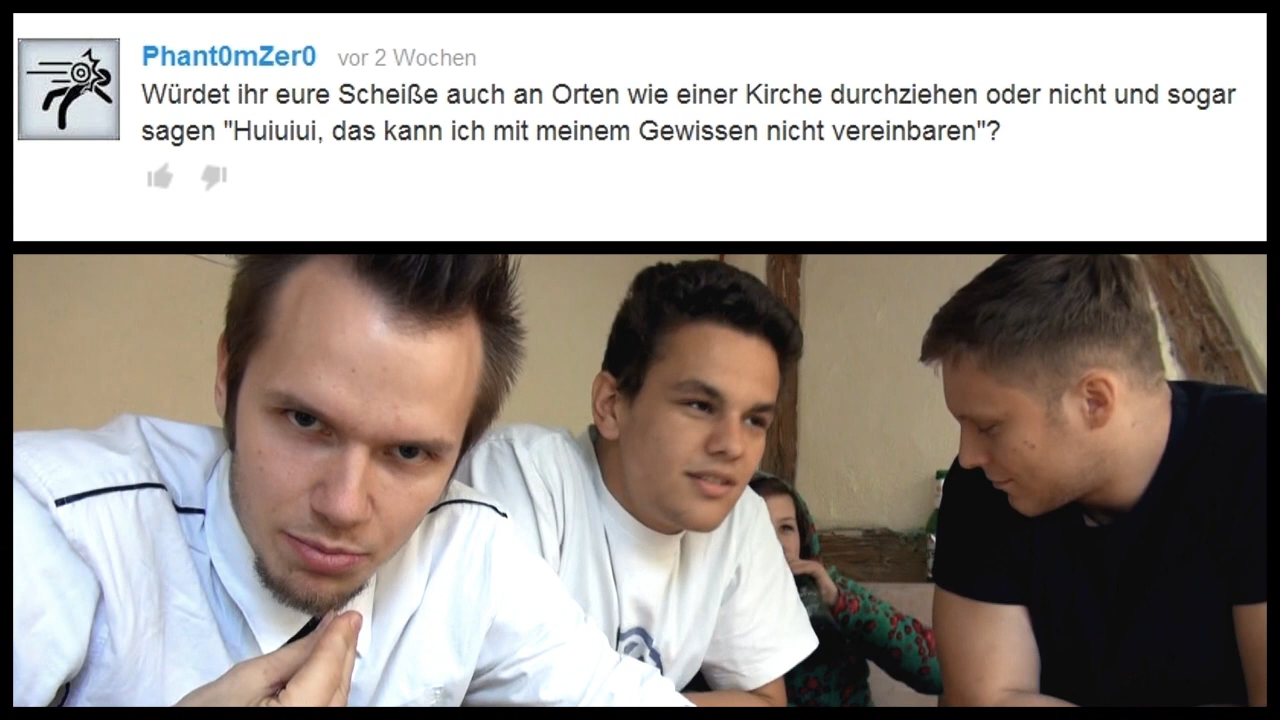 Phant0mZer0 vor 2 Wochen
Würdet ihr eure Scheiße auch an Orten wie einer Kirche durchziehen oder nicht und sogar
sagen "Huiuiui, das kann ich mit meinem Gewissen nicht vereinbaren"?